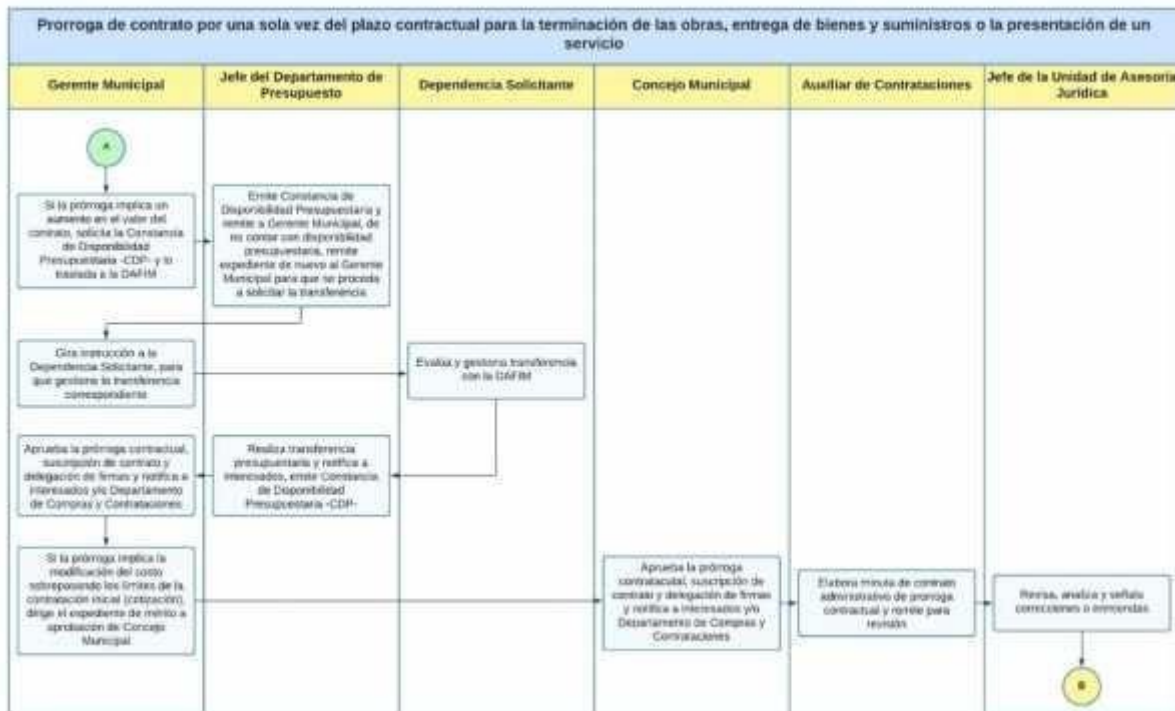 Prorroga de contrato por una sola vez del plazo contractual para la terminación de las obras, entrega de bienes y suministros o la presentación de un
servicio
Gerente Municipal
Jefe del Departamento de
Presupuesto
Dependencia Solicitante
Concejo Municipal
Auxiliar de Contrataciones
Jefe de la Unidad de Asesoria
Jurídica
A
Si la prórroga implica un
aumento en el valor del
contrato, solicita la Constancia
de Disponibilidad
Presupuestaria -CDP- y lo
traslada a la DAFIM
Emite Constancia de
Disponibilidad Presupuestaria y
remite a Gerente Municipal, de
no contar con disponibilidad
presupuestaria, remite
expediente de nuevo al Gerente
Municipal para que se proceda
a solicitar la transferencia
Gira instrucción a la
Dependencia Solicitante, para
que gestione la transferencia
correspondiente
Evalúa y gestiona transferencia
con la DAFIM
Aprueba la prórroga contractual,
suscripción de contrato y
delegación de firmas y notifica a
interesados y/o Departamento
de Compras y Contrataciones
Realiza transferencia
presupuestaria y notifica a
interesados, emite Constancia
de Disponibilidad
Presupuestaria -CDP-
Si la prórroga implica la
modificación del costo
sobrepasando los límites de la
contratación inicial (cotización),
dirige el expediente de mérito a
aprobación de Concejo
Municipal
Aprueba la prórroga
contratacutal, suscripción de
contrato y delegación de firmas
y notifica a interesados y/o
Departamento de Compras y
Contrataciones
Elabora minuta de contrato
administrativo de prorroga
contractual y remite para
revisión
Revisa, analiza y señala
correcciones o enmiendas
B